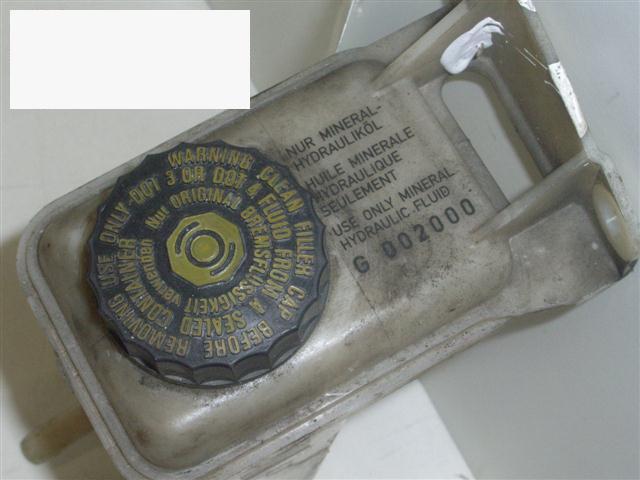 WARNING CLEAN FILLER CAP BEFORE REMOVING
USE ONLY DOT 3 OR DOT 4 FLUID FROM A SEALED CONTAINER
Nur ORIGINAL BREMSFLÜSSIGKEIT verwenden
NUR MINERAL-
HYDRAULIKÖL
HUILE MINERALE
HYDRAULIQUE
SEULEMENT
USE ONLY MINERAL
HYDRAULIC-FLUID
G 002000